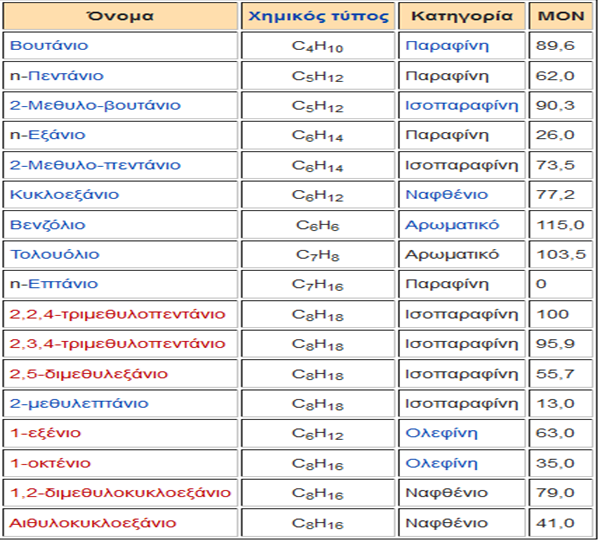 Όνομα Χημικός τύπος Κατηγορία MON
Βουτάνιο C₄H₁₀ Παραφίνη 89,6
n-Πεντάνιο C₅H₁₂ Παραφίνη 62,0
2-Μεθυλο-βουτάνιο C₅H₁₂ Ισοπαραφίνη 90,3
n-Εξάνιο C₆H₁₄ Παραφίνη 26,0
2-Μεθυλο-πεντάνιο C₆H₁₄ Ισοπαραφίνη 73,5
Κυκλοεξάνιο C₆H₁₂ Ναφθένιο 77,2
Βενζόλιο C₆H₆ Αρωματικό 115,0
Τολουόλιο C₇H₈ Αρωματικό 103,5
n-Επτάνιο C₇H₁₆ Παραφίνη 0
2,2,4-τριμεθυλοπεντάνιο C₈H₁₈ Ισοπαραφίνη 100
2,3,4-τριμεθυλοπεντάνιο C₈H₁₈ Ισοπαραφίνη 95,9
2,5-διμεθυλεξάνιο C₈H₁₈ Ισοπαραφίνη 55,7
2-μεθυλεπτάνιο C₈H₁₈ Ισοπαραφίνη 13,0
1-εξένιο C₆H₁₂ Ολεφίνη 63,0
1-οκτένιο C₈H₁₆ Ολεφίνη 35,0
1,2-διμεθυλοκυκλοεξάνιο C₈H₁₆ Ναφθένιο 79,0
Αιθυλοκυκλοεξάνιο C₈H₁₆ Ναφθένιο 41,0